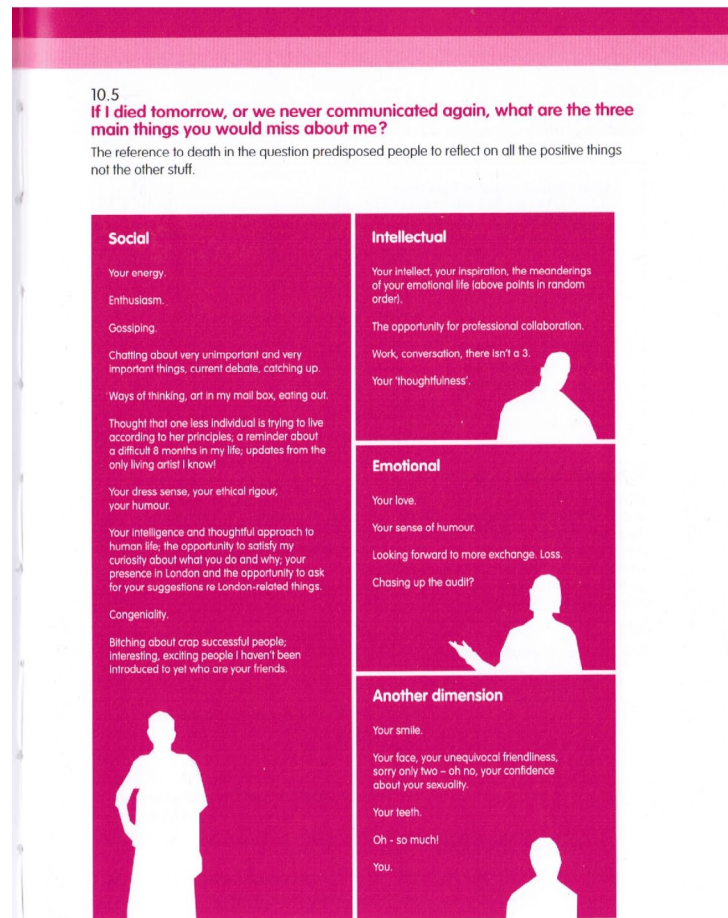 10.5
If I died tomorrow, or we never communicated again, what are the three
main things you would miss about me?
The reference to death in the question predisposed people to reflect on all the positive things
not the other stuff.
Social
Your energy.
Enthusiasm.
Gossiping.
Chatting about very unimportant and very
important things, current debate, catching up.
Ways of thinking, art in my mail box, eating out.
Thought that one less individual is trying to live
according to her principles; a reminder about
a difficult 8 months in my life; updates from the
only living artist I know!
Your dress sense, your ethical rigour,
your humour.
Your intelligence and thoughtful approach to
human life; the opportunity to satisfy my
curiosity about what you do and why; your
presence in London and the opportunity to ask
for your suggestions re London-related things.
Congeniality.
Bitching about crap successful people;
interesting, exciting people I haven't been
introduced to yet who are your friends.
Intellectual
Your intellect, your inspiration, the meanderings
of your emotional life (above points in random
order).
The opportunity for professional collaboration.
Work, conversation, there isn't a 3.
Your 'thoughtfulness'.
Emotional
Your love.
Your sense of humour.
Looking forward to more exchange. Loss.
Chasing up the audit?
Another dimension
Your smile.
Your face, your unequivocal friendliness,
sorry only two – oh no, your confidence
about your sexuality.
Your teeth.
Oh - so much!
You.